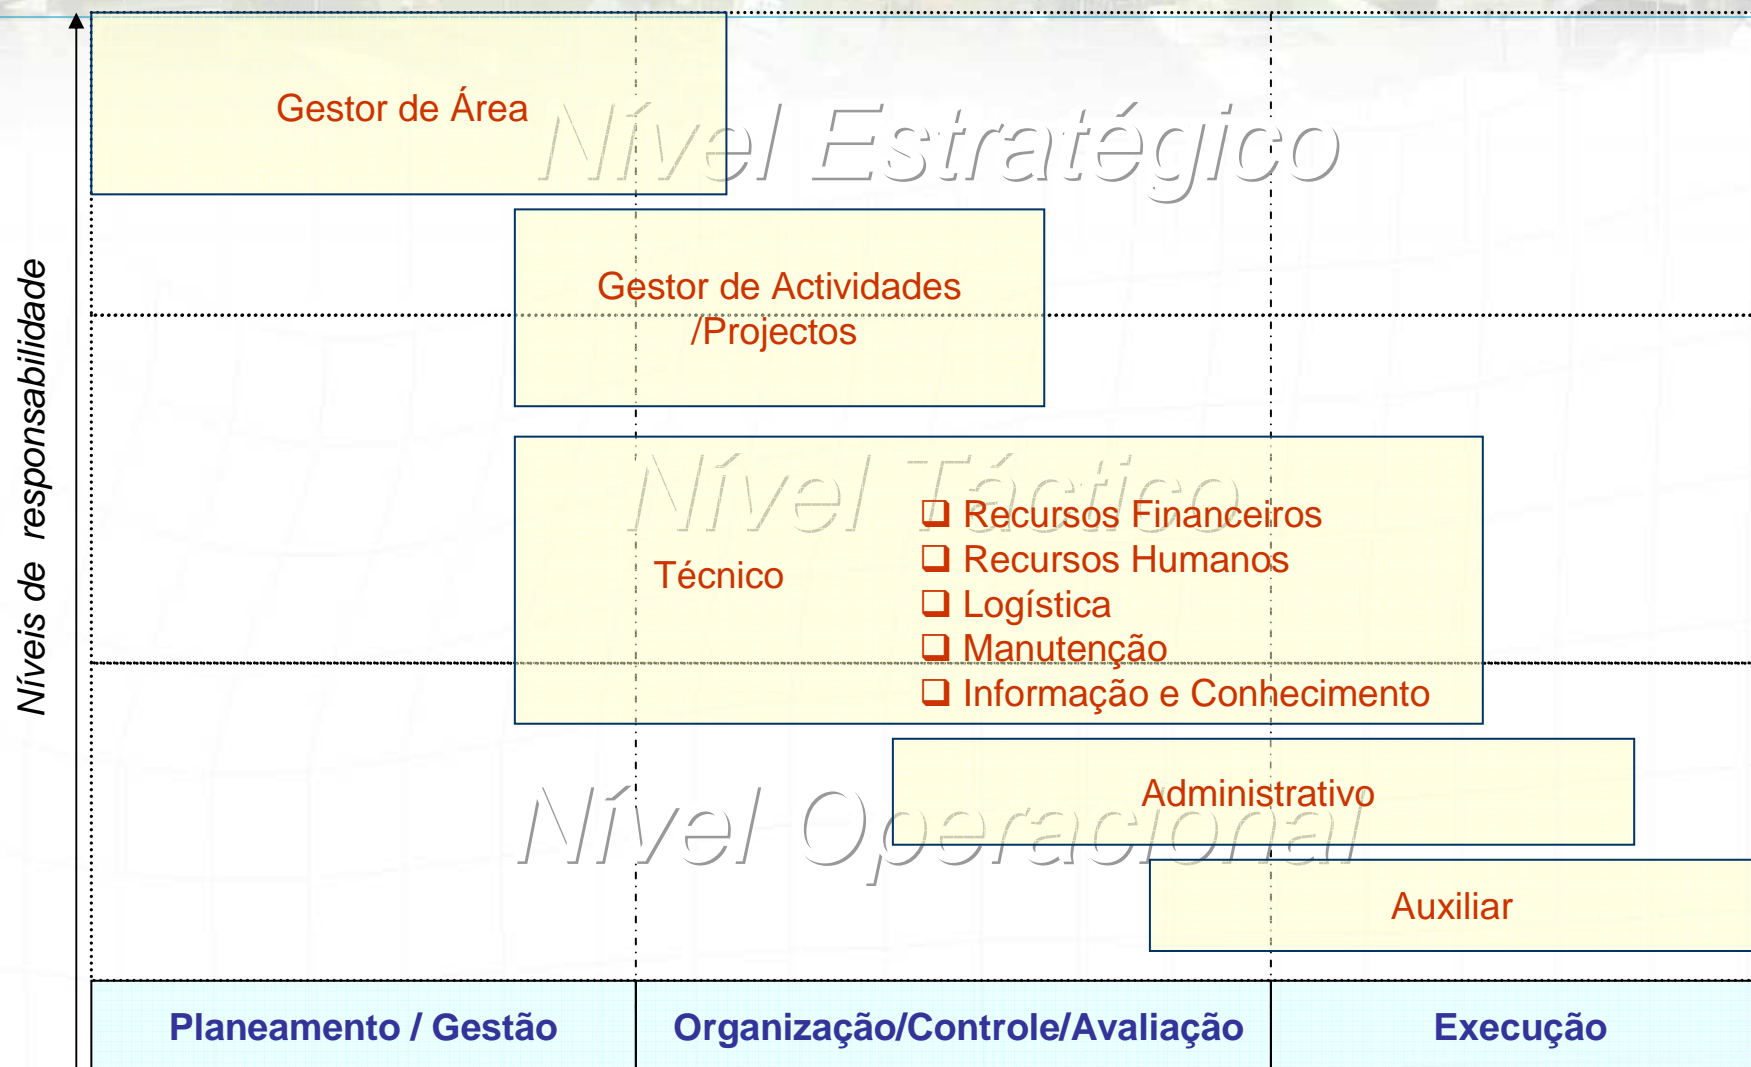 Gestor de Área
Nível Estratégico
Gestor de Actividades
/Projectos
Níveis de responsabilidade
Nível Táctico
Técnico
❑ Recursos Financeiros
❑ Recursos Humanos
❑ Logística
❑ Manutenção
❑ Informação e Conhecimento
Administrativo
Nível Operacional
Auxiliar
Planeamento / Gestão
Organização/Controle/Avaliação
Execução